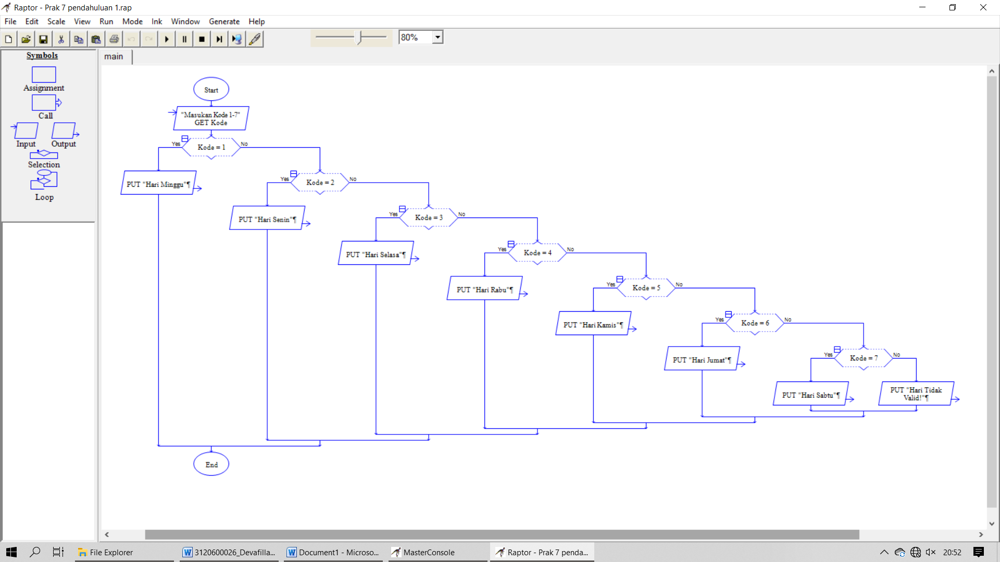 Raptor - Prak 7 pendahuluan 1.rap
File Edit Scale View Run Mode Ink Window Generate Help
80%
Symbols
Assignment
Call
Input Output
Selection
Loop
main
Start
"Masukan Kode 1-7"
GET Kode
Yes Kode = 1 No
PUT "Hari Minggu"¶
Yes Kode = 2 No
PUT "Hari Senin"¶
Yes Kode = 3 No
PUT "Hari Selasa"¶
Yes Kode = 4 No
PUT "Hari Rabu"¶
Yes Kode = 5 No
PUT "Hari Kamis"¶
Yes Kode = 6 No
PUT "Hari Jumat"¶
Yes Kode = 7 No
PUT "Hari Sabtu"¶
PUT "Hari Tidak
Valid!"¶
End
File Explorer
3120600026_Devafilla...
Document1 - Microso...
MasterConsole
Raptor - Prak 7 penda...
20:52